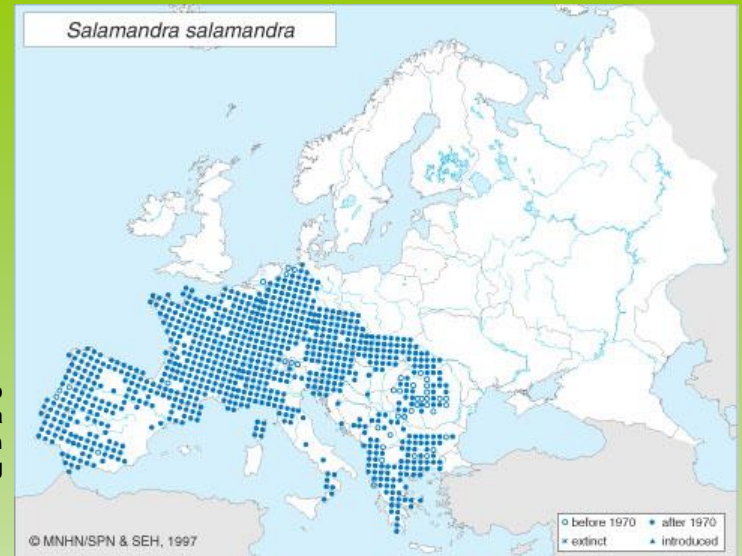 Salamandra salamandra
o before 1970
• after 1970
× extinct
▲ introduced
© MNHN/SPN & SEH, 1997